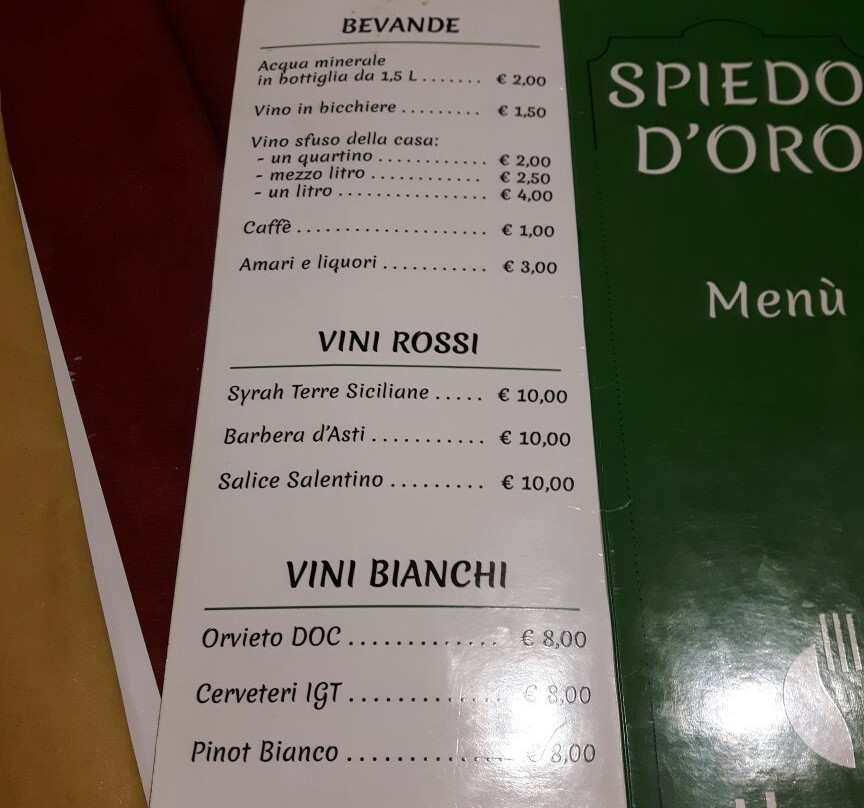 BEVANDE
Acqua minerale
in bottiglia da 1,5 L....... € 2,00
Vino in bicchiere......... € 1,50
Vino sfuso della casa:
- un quartino............ € 2,00
- mezzo litro............ € 2,50
- un litro................ € 4,00
Caffè.................... € 1,00
Amari e liquori........... € 3,00
VINI ROSSI
Syrah Terre Siciliane..... € 10,00
Barbera d'Asti........... € 10,00
Salice Salentino......... € 10,00
VINI BIANCHI
Orvieto DOC............. € 8,00
Cerveteri IGT............. € 8,00
Pinot Bianco.............. € 8,00
SPIEDO
D'ORO
Menù